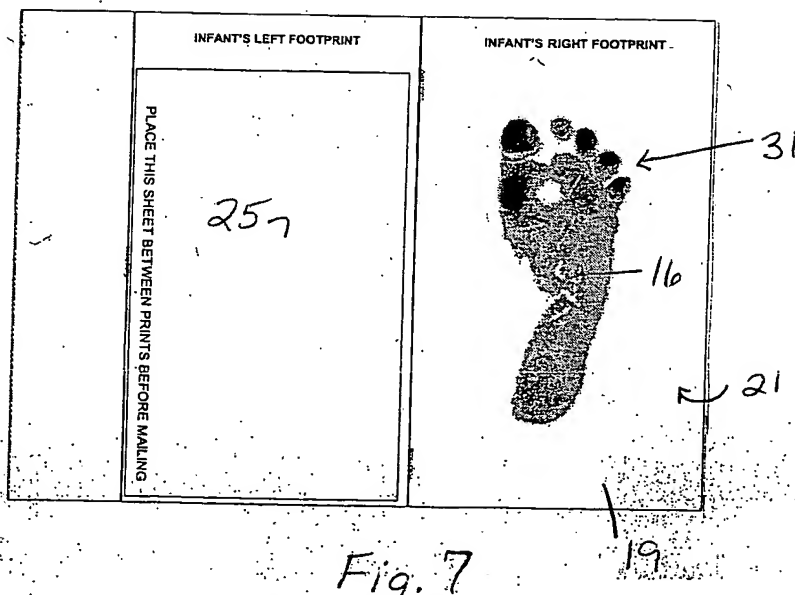 INFANT'S LEFT FOOTPRINT
INFANT'S RIGHT FOOTPRINT
PLACE THIS SHEET BETWEEN PRINTS BEFORE MAILING
25
31
16
21
19
Fig. 7